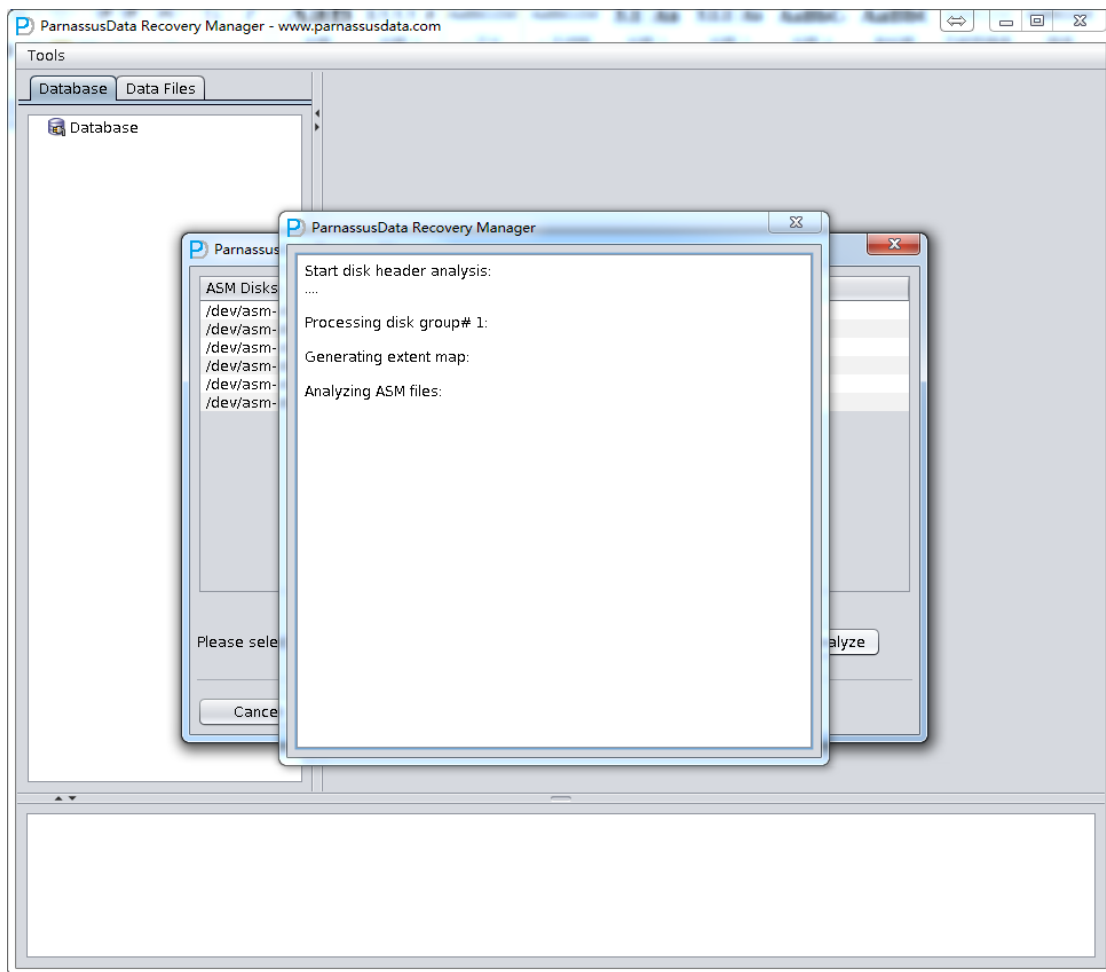 ParnassusData Recovery Manager - www.parnassusdata.com
Tools
Database
Data Files
Database
ParnassusData Recovery Manager
Parnassus
Start disk header analysis:
....
Processing disk group# 1:
Generating extent map:
Analyzing ASM files:
ASM Disks
/dev/asm-
/dev/asm-
/dev/asm-
/dev/asm-
/dev/asm-
/dev/asm-
Please sele
alyze
Cance